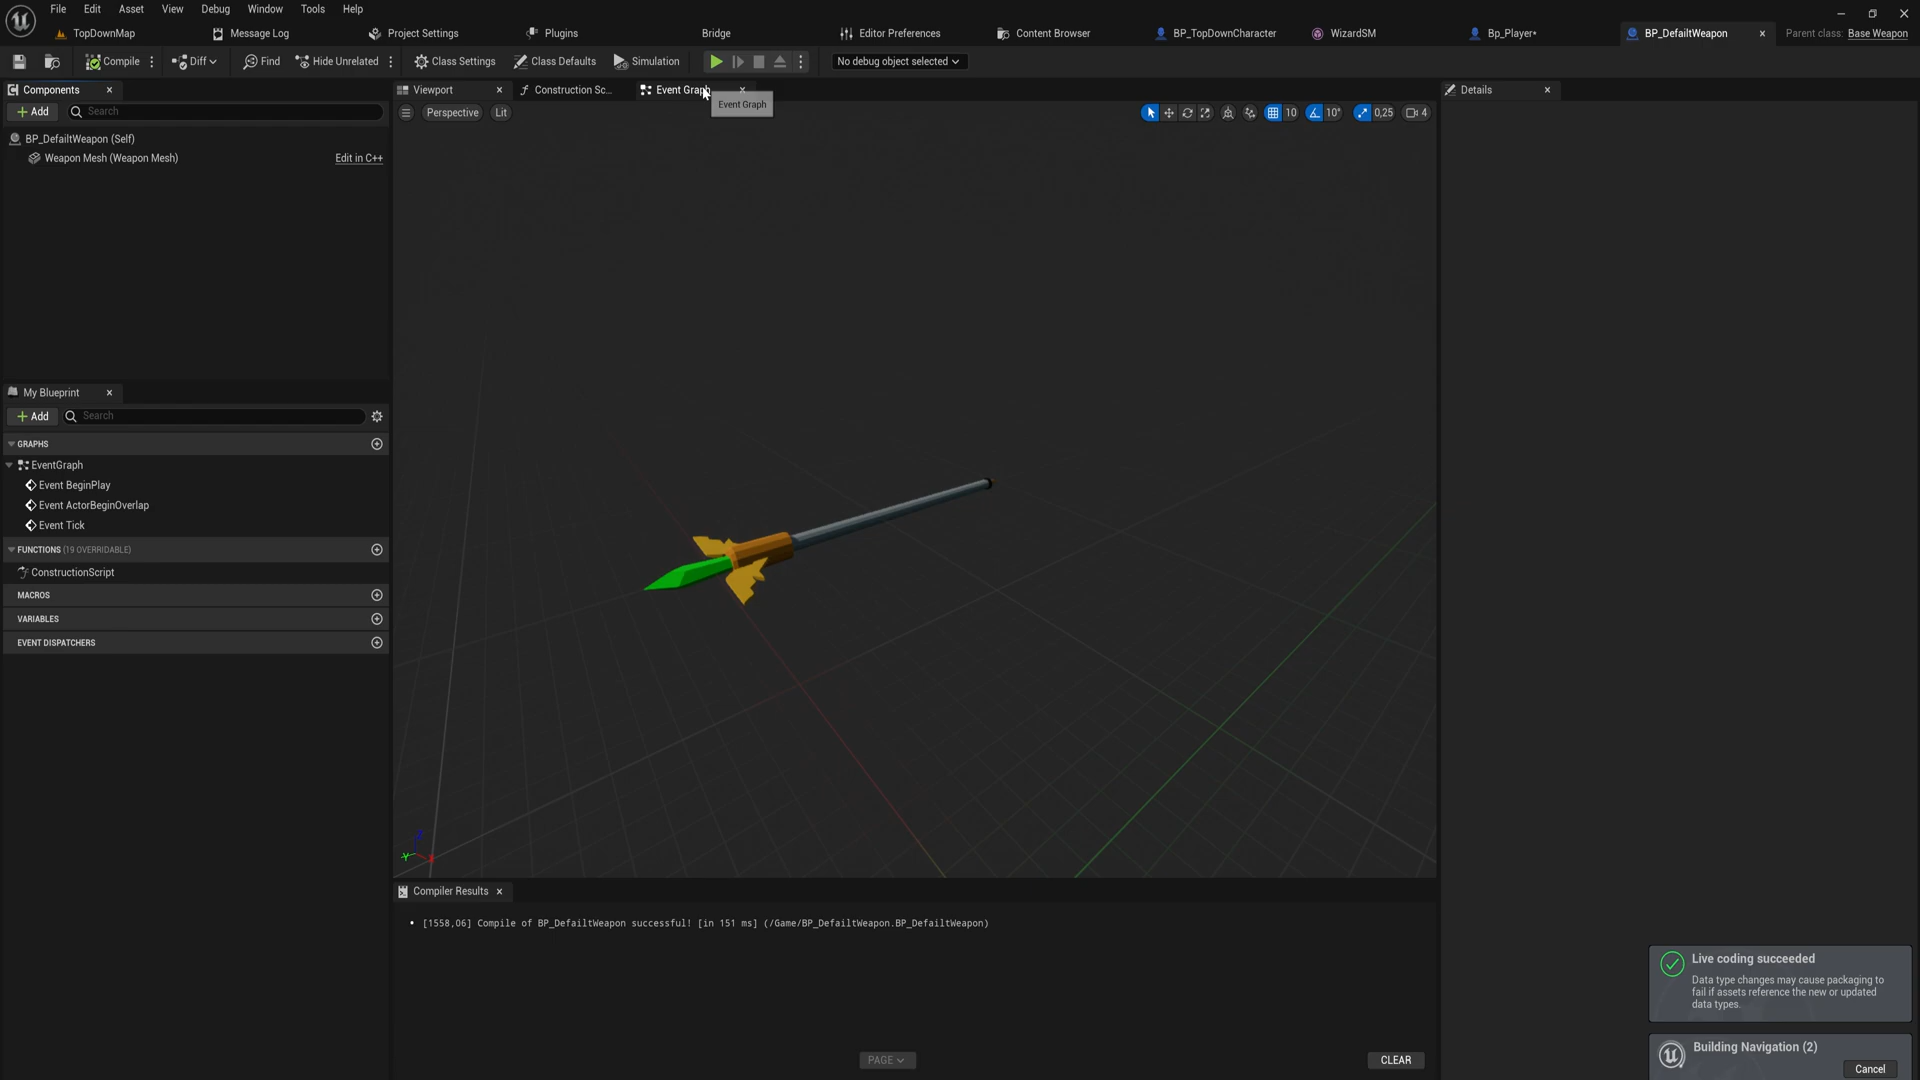 File Edit Asset View Debug Window Tools Help
TopDownMap Message Log Project Settings Plugins Bridge Editor Preferences Content Browser BP_TopDownCharacter WizardSM Bp_Player* BP_DefailtWeapon Parent class: Base Weapon
Compile Diff Find Hide Unrelated Class Settings Class Defaults Simulation No debug object selected
Components
Viewport Construction Sc... Event Graph Details
Event Graph
Add Search
Perspective Lit 10 10° 0,25 4
BP_DefailtWeapon (Self)
Weapon Mesh (Weapon Mesh) Edit in C++
My Blueprint
Add Search
GRAPHS
EventGraph
Event BeginPlay
Event ActorBeginOverlap
Event Tick
FUNCTIONS (19 OVERRIDABLE)
ConstructionScript
MACROS
VARIABLES
EVENT DISPATCHERS
Z
Y
Compiler Results
• [1558,06] Compile of BP_DefailtWeapon successful! [in 151 ms] (/Game/BP_DefailtWeapon.BP_DefailtWeapon)
PAGE CLEAR
Live coding succeeded
Data type changes may cause packaging to
fail if assets reference the new or updated
data types.
Building Navigation (2)
Cancel